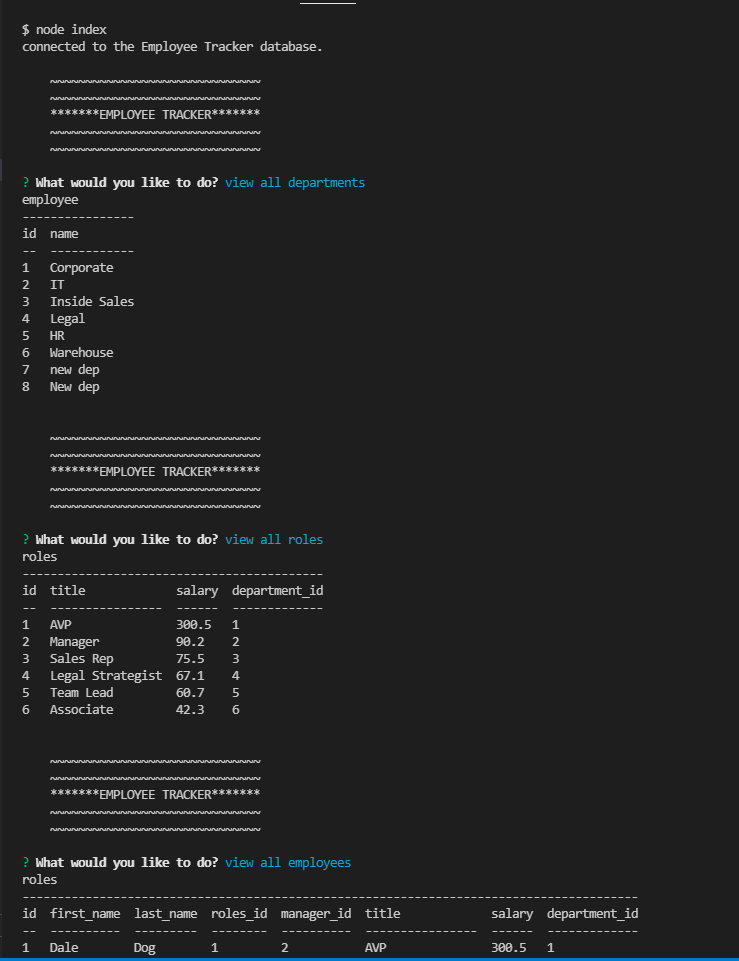 $ node index
connected to the Employee Tracker database.
~~~~~~~~~~~~~~~~~~~~~~~~~~~~~~
~~~~~~~~~~~~~~~~~~~~~~~~~~~~~~
*******EMPLOYEE TRACKER*******
~~~~~~~~~~~~~~~~~~~~~~~~~~~~~~
~~~~~~~~~~~~~~~~~~~~~~~~~~~~~~
? What would you like to do? view all departments
employee
----------------
id  name
--  ------------
1   Corporate
2   IT
3   Inside Sales
4   Legal
5   HR
6   Warehouse
7   new dep
8   New dep
~~~~~~~~~~~~~~~~~~~~~~~~~~~~~~
~~~~~~~~~~~~~~~~~~~~~~~~~~~~~~
*******EMPLOYEE TRACKER*******
~~~~~~~~~~~~~~~~~~~~~~~~~~~~~~
~~~~~~~~~~~~~~~~~~~~~~~~~~~~~~
? What would you like to do? view all roles
roles
-------------------------------------------
id  title             salary  department_id
--  ----------------  ------  -------------
1   AVP               300.5   1
2   Manager           90.2    2
3   Sales Rep         75.5    3
4   Legal Strategist  67.1    4
5   Team Lead         60.7    5
6   Associate         42.3    6
~~~~~~~~~~~~~~~~~~~~~~~~~~~~~~
~~~~~~~~~~~~~~~~~~~~~~~~~~~~~~
*******EMPLOYEE TRACKER*******
~~~~~~~~~~~~~~~~~~~~~~~~~~~~~~
~~~~~~~~~~~~~~~~~~~~~~~~~~~~~~
? What would you like to do? view all employees
roles
----------------------------------------------------------------------------------------
id  first_name  last_name  roles_id  manager_id  title             salary  department_id
--  ----------  ---------  --------  ----------  ----------------  ------  -------------
1   Dale        Dog        1         2           AVP               300.5   1